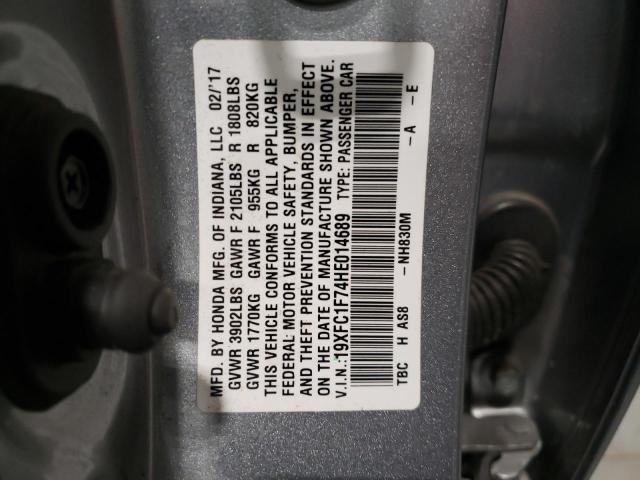 MFD. BY HONDA MFG. OF INDIANA, LLC 02/'17
GVWR 3902LBS GAWR F 2105LBS R 1808LBS
GVWR 1770KG GAWR F 955KG R 820KG
THIS VEHICLE CONFORMS TO ALL APPLICABLE
FEDERAL MOTOR VEHICLE SAFETY, BUMPER,
AND THEFT PREVENTION STANDARDS IN EFFECT
ON THE DATE OF MANUFACTURE SHOWN ABOVE.
V.I.N.:19XFC1F74HE014689 TYPE: PASSENGER CAR
TBC H AS8 -NH830M -A -E